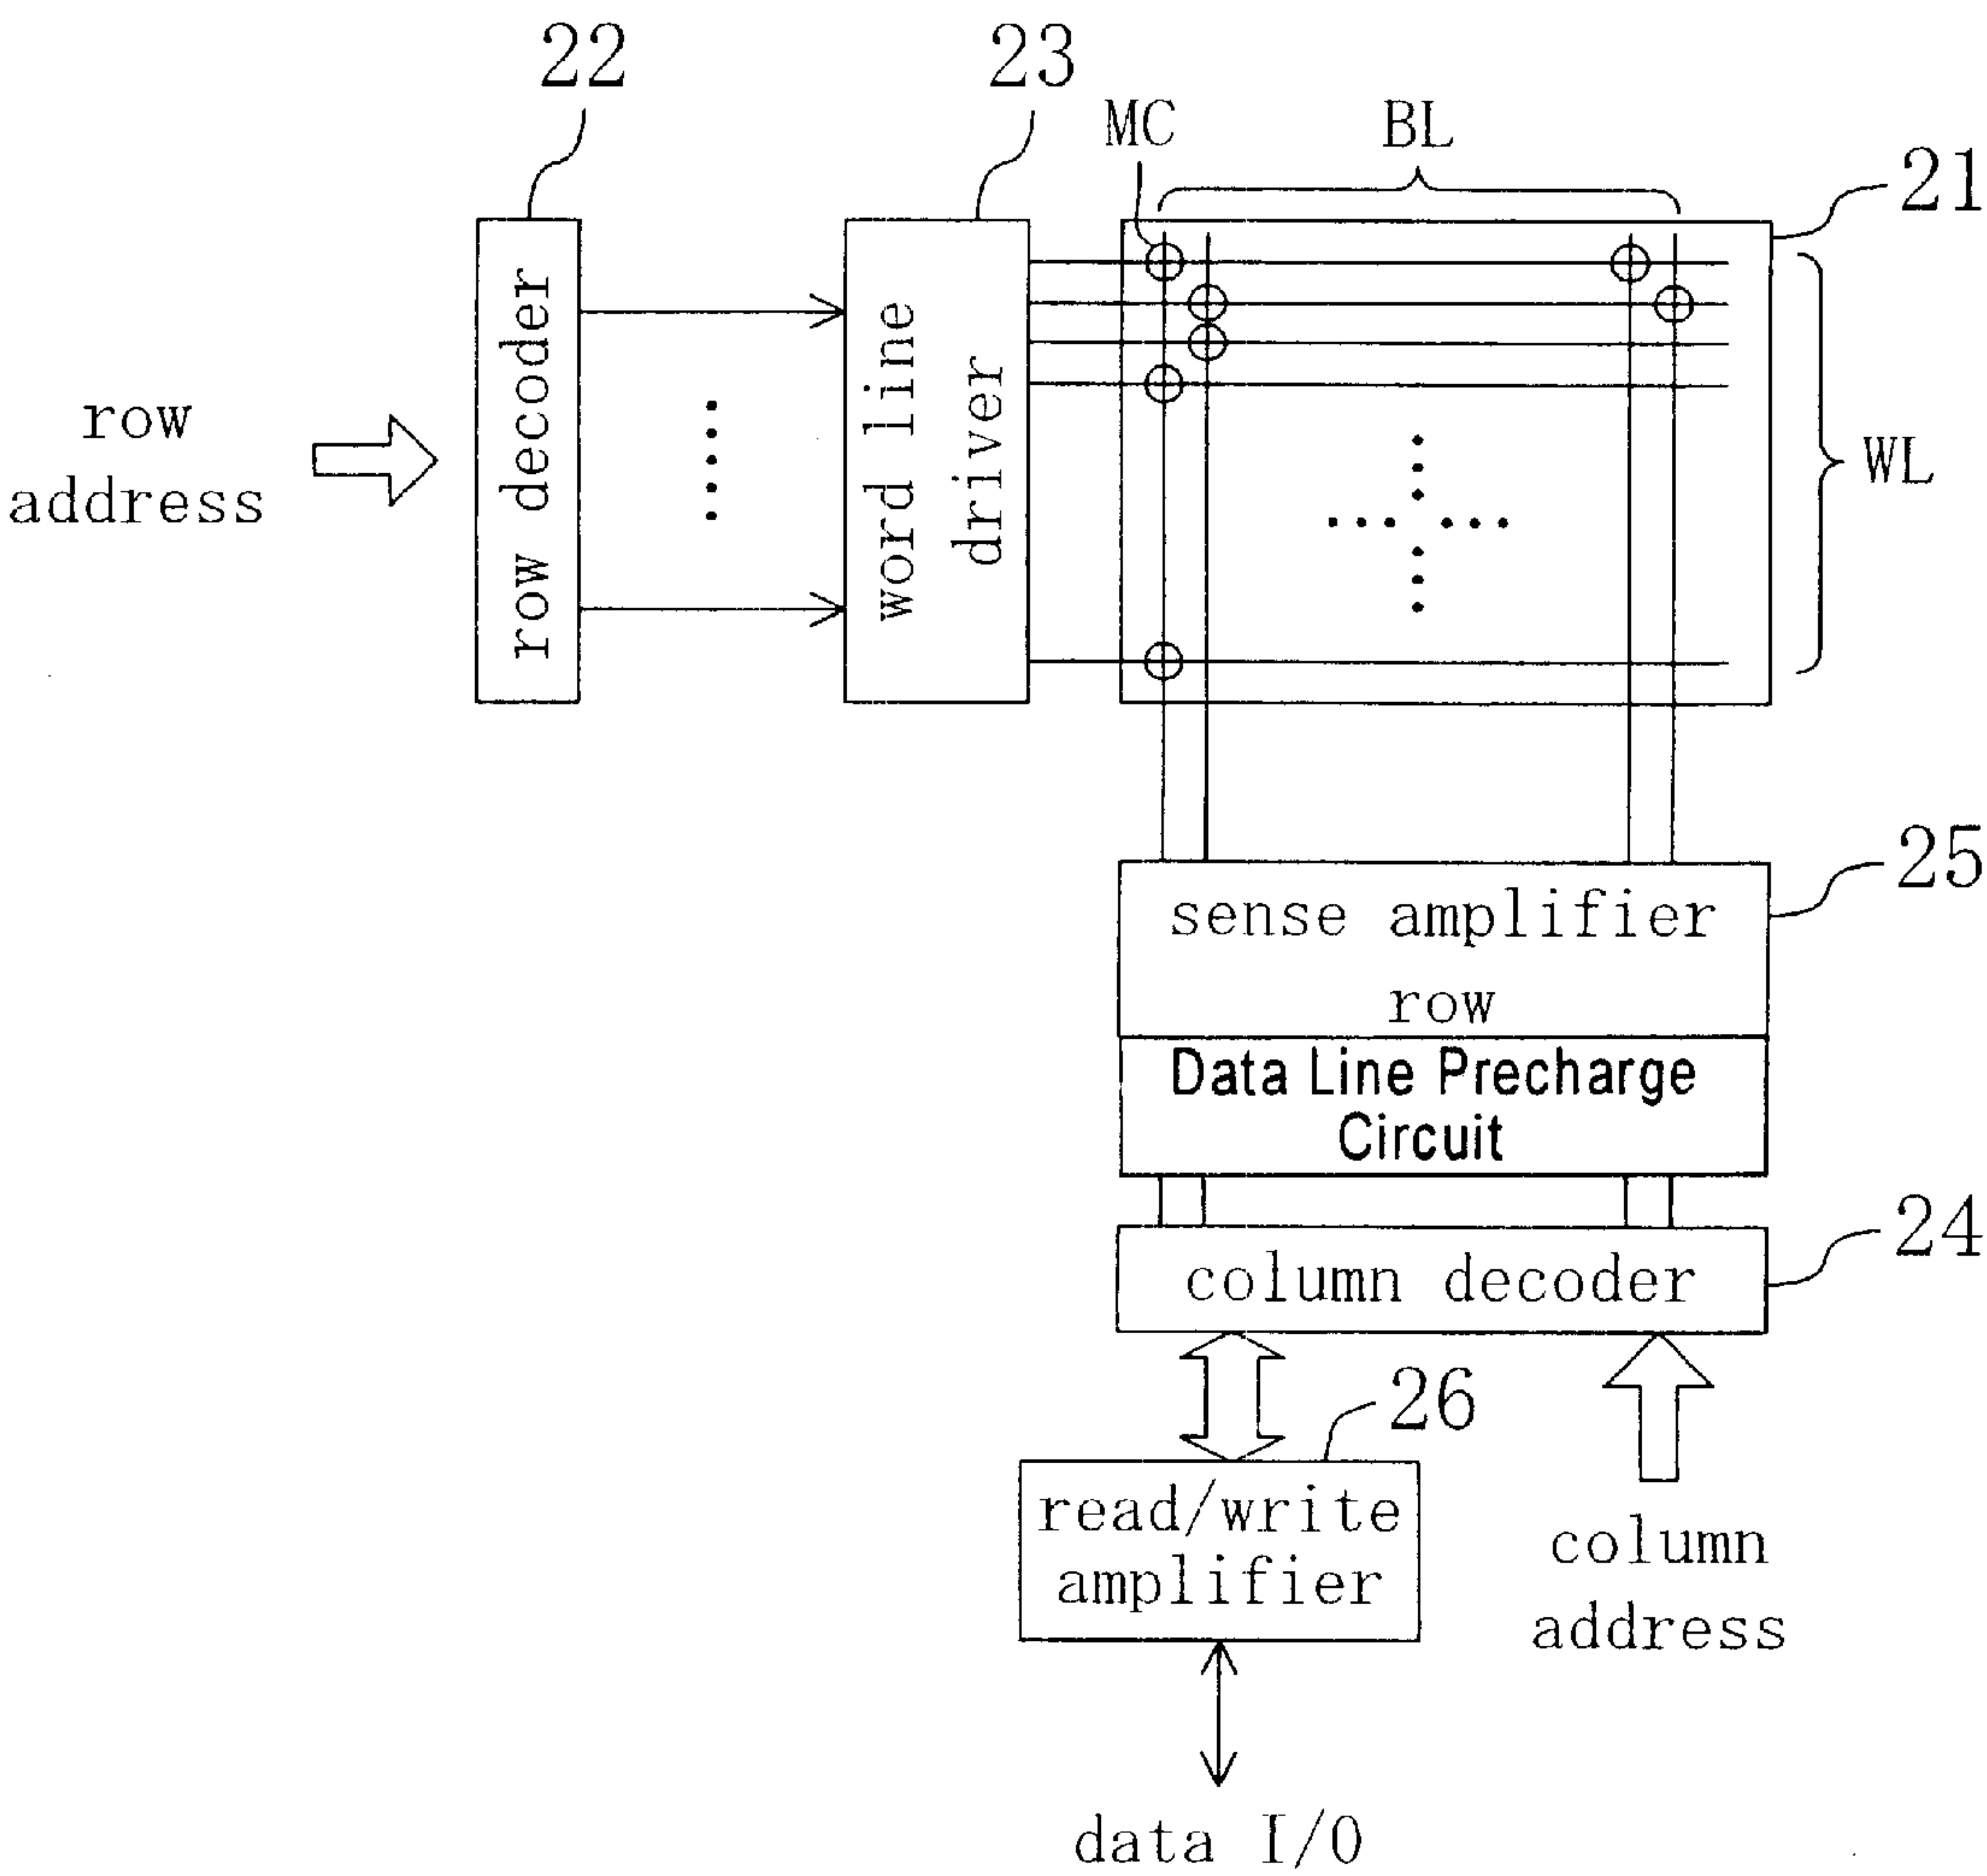 22
23
MC
BL
21
row
address
row decoder
word line
driver
WL
25
sense amplifier
row
Data Line Precharge
Circuit
24
column decoder
26
read/write
amplifier
column
address
data I/O